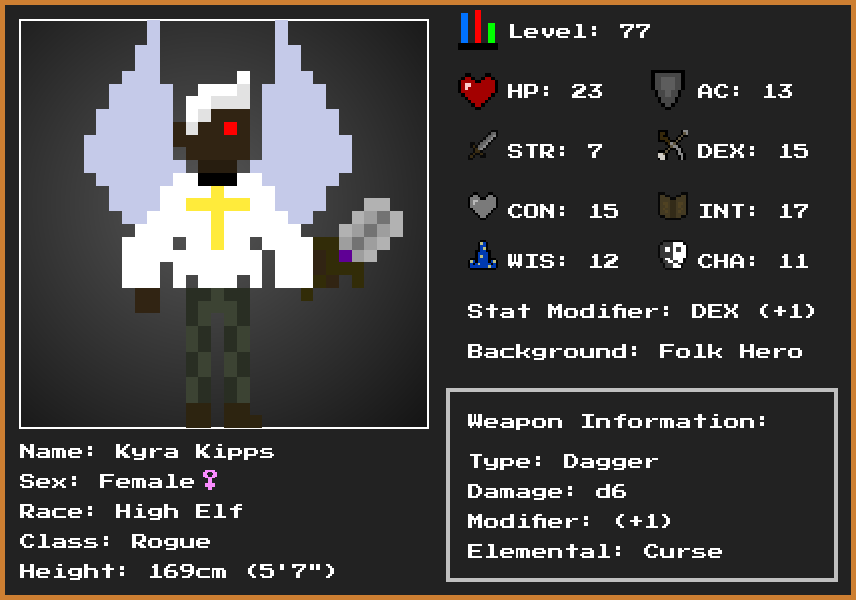 Level: 77
HP: 23
AC: 13
STR: 7
DEX: 15
CON: 15
INT: 17
WIS: 12
CHA: 11
Stat Modifier: DEX (+1)
Background: Folk Hero
Weapon Information:
Type: Dagger
Damage: d6
Modifier: (+1)
Elemental: Curse
Name: Kyra Kipps
Sex: Female♀
Race: High Elf
Class: Rogue
Height: 169cm (5'7")